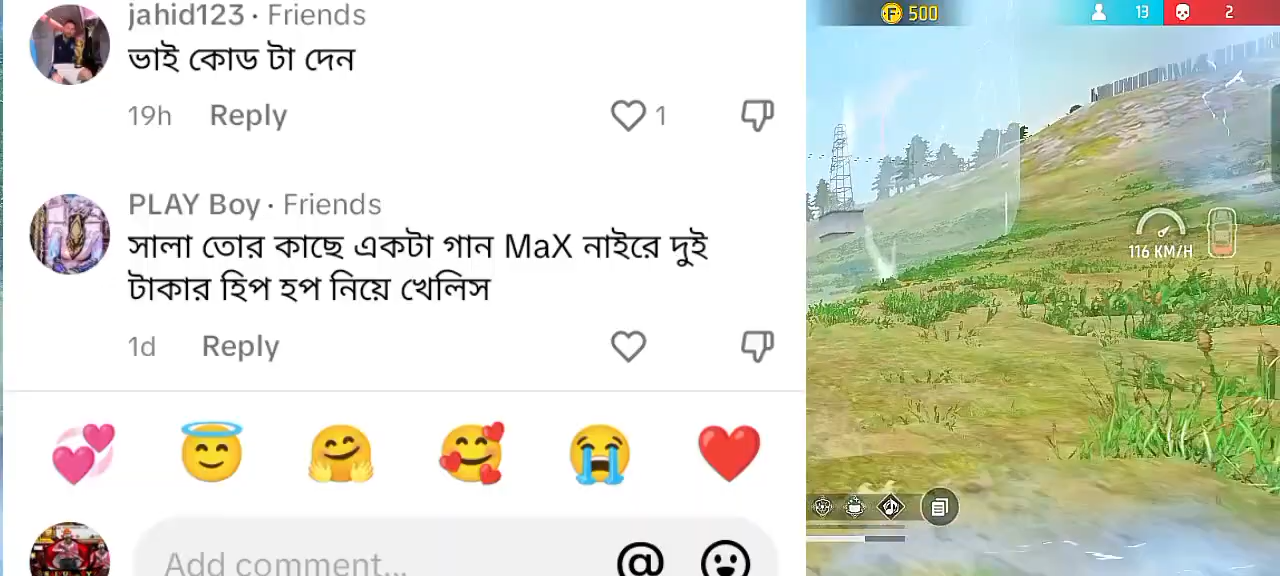 jahid123 · Friends
ভাই কোড টা দেন
19h Reply 1
PLAY Boy · Friends
সালা তোর কাছে একটা গান MaX নাইরে দুই
টাকার হিপ হপ নিয়ে খেলিস
1d Reply
Add comment...
500
13 2
116 KM/H